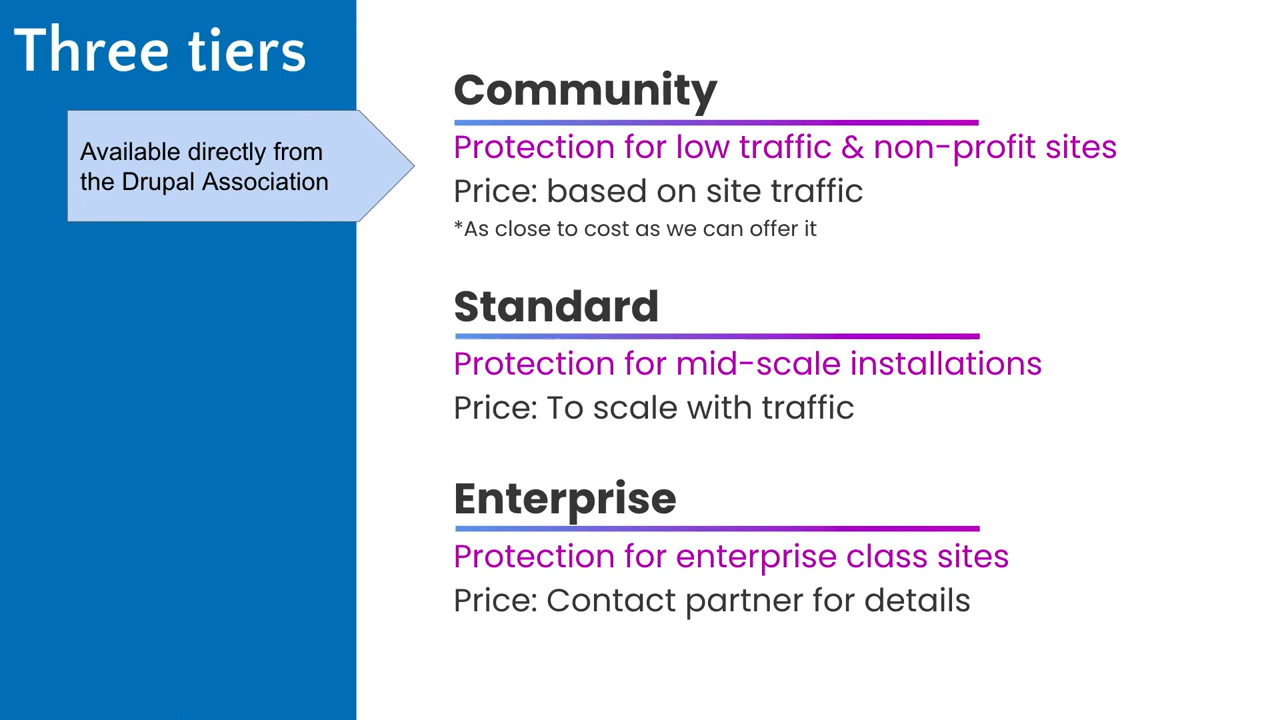 Three tiers
Available directly from
the Drupal Association
Community
Protection for low traffic & non-profit sites
Price: based on site traffic
*As close to cost as we can offer it
Standard
Protection for mid-scale installations
Price: To scale with traffic
Enterprise
Protection for enterprise class sites
Price: Contact partner for details